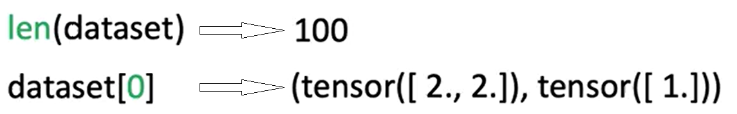 len(dataset) 100
dataset[0] (tensor([ 2., 2.]), tensor([ 1.]))